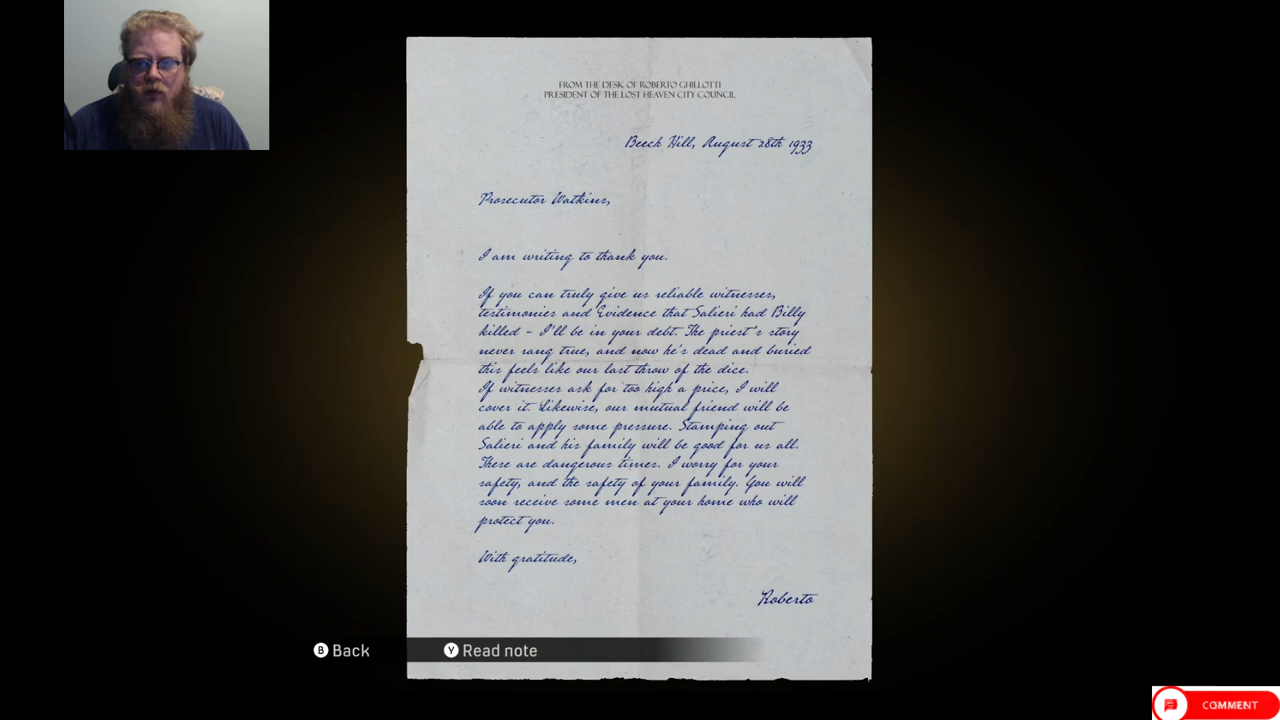 FROM THE DESK OF ROBERTO GHILLOTTI
PRESIDENT OF THE LOST HEAVEN CITY COUNCIL
Beech Hill, August 28th 1933
Prosecutor Watkins,
I am writing to thank you.
If you can truly give us reliable witnesses,
testimonies and Evidence that Salieri had Billy
killed - I'll be in your debt. The priest's story
never rang true, and now he's dead and buried
this feels like our last throw of the dice.
If witnesses ask for too high a price, I will
cover it. Likewise, our mutual friend will be
able to apply some pressure. Stamping out
Salieri and his family will be good for us all.
These are dangerous times. I worry for your
safety, and the safety of your family. You will
soon receive some men at your home who will
protect you.
With gratitude,
Roberto
B Back
Y Read note
COMMENT